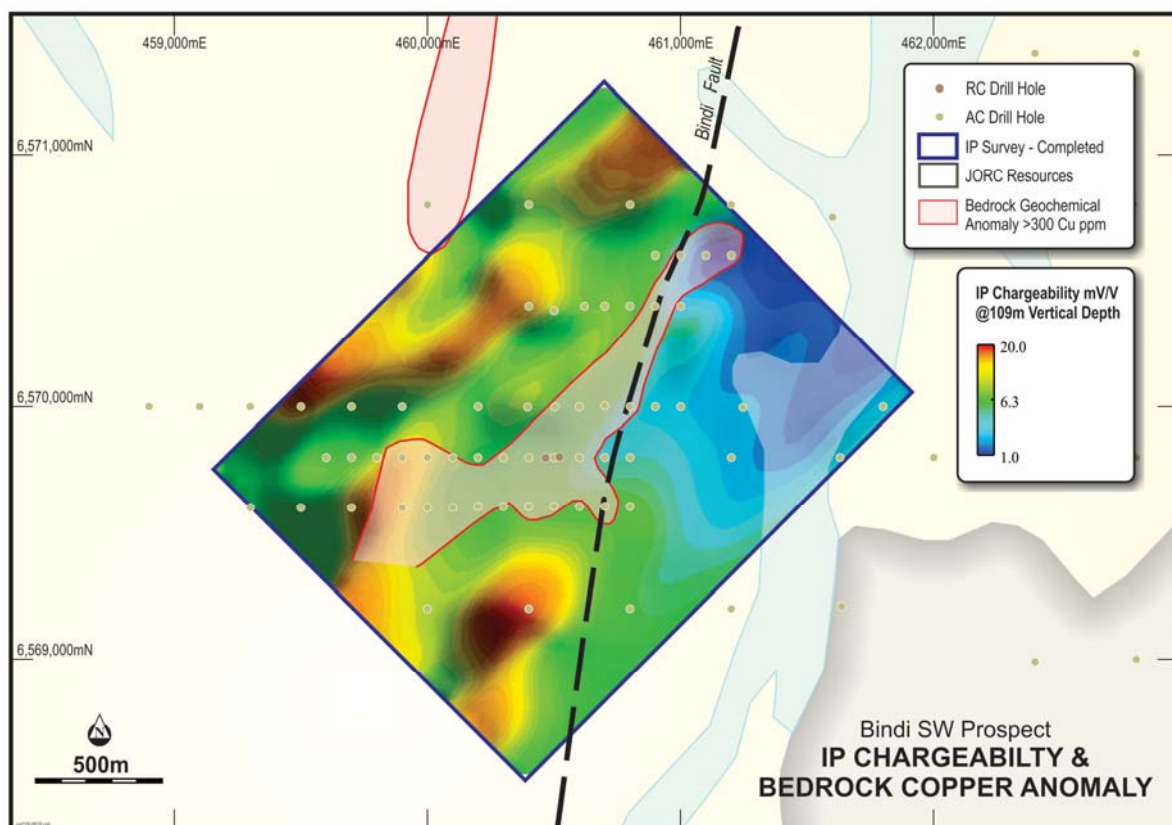 459,000mE
460,000mE
461,000mE
462,000mE
6,571,000mN
6,570,000mN
6,569,000mN
Bindi Fault
RC Drill Hole
AC Drill Hole
IP Survey - Completed
JORC Resources
Bedrock Geochemical
Anomaly >300 Cu ppm
IP Chargeability mV/V
@109m Vertical Depth
20.0
6.3
1.0
N
500m
Bindi SW Prospect
IP CHARGEABILTY &
BEDROCK COPPER ANOMALY